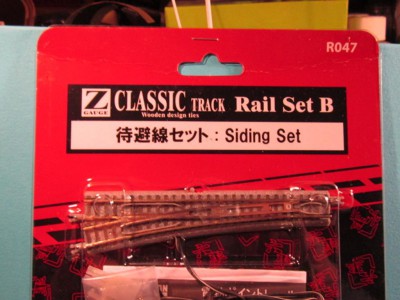 R047
Z GAUGE CLASSIC TRACK Rail Set B
Wooden design ties
待避線セット: Siding Set